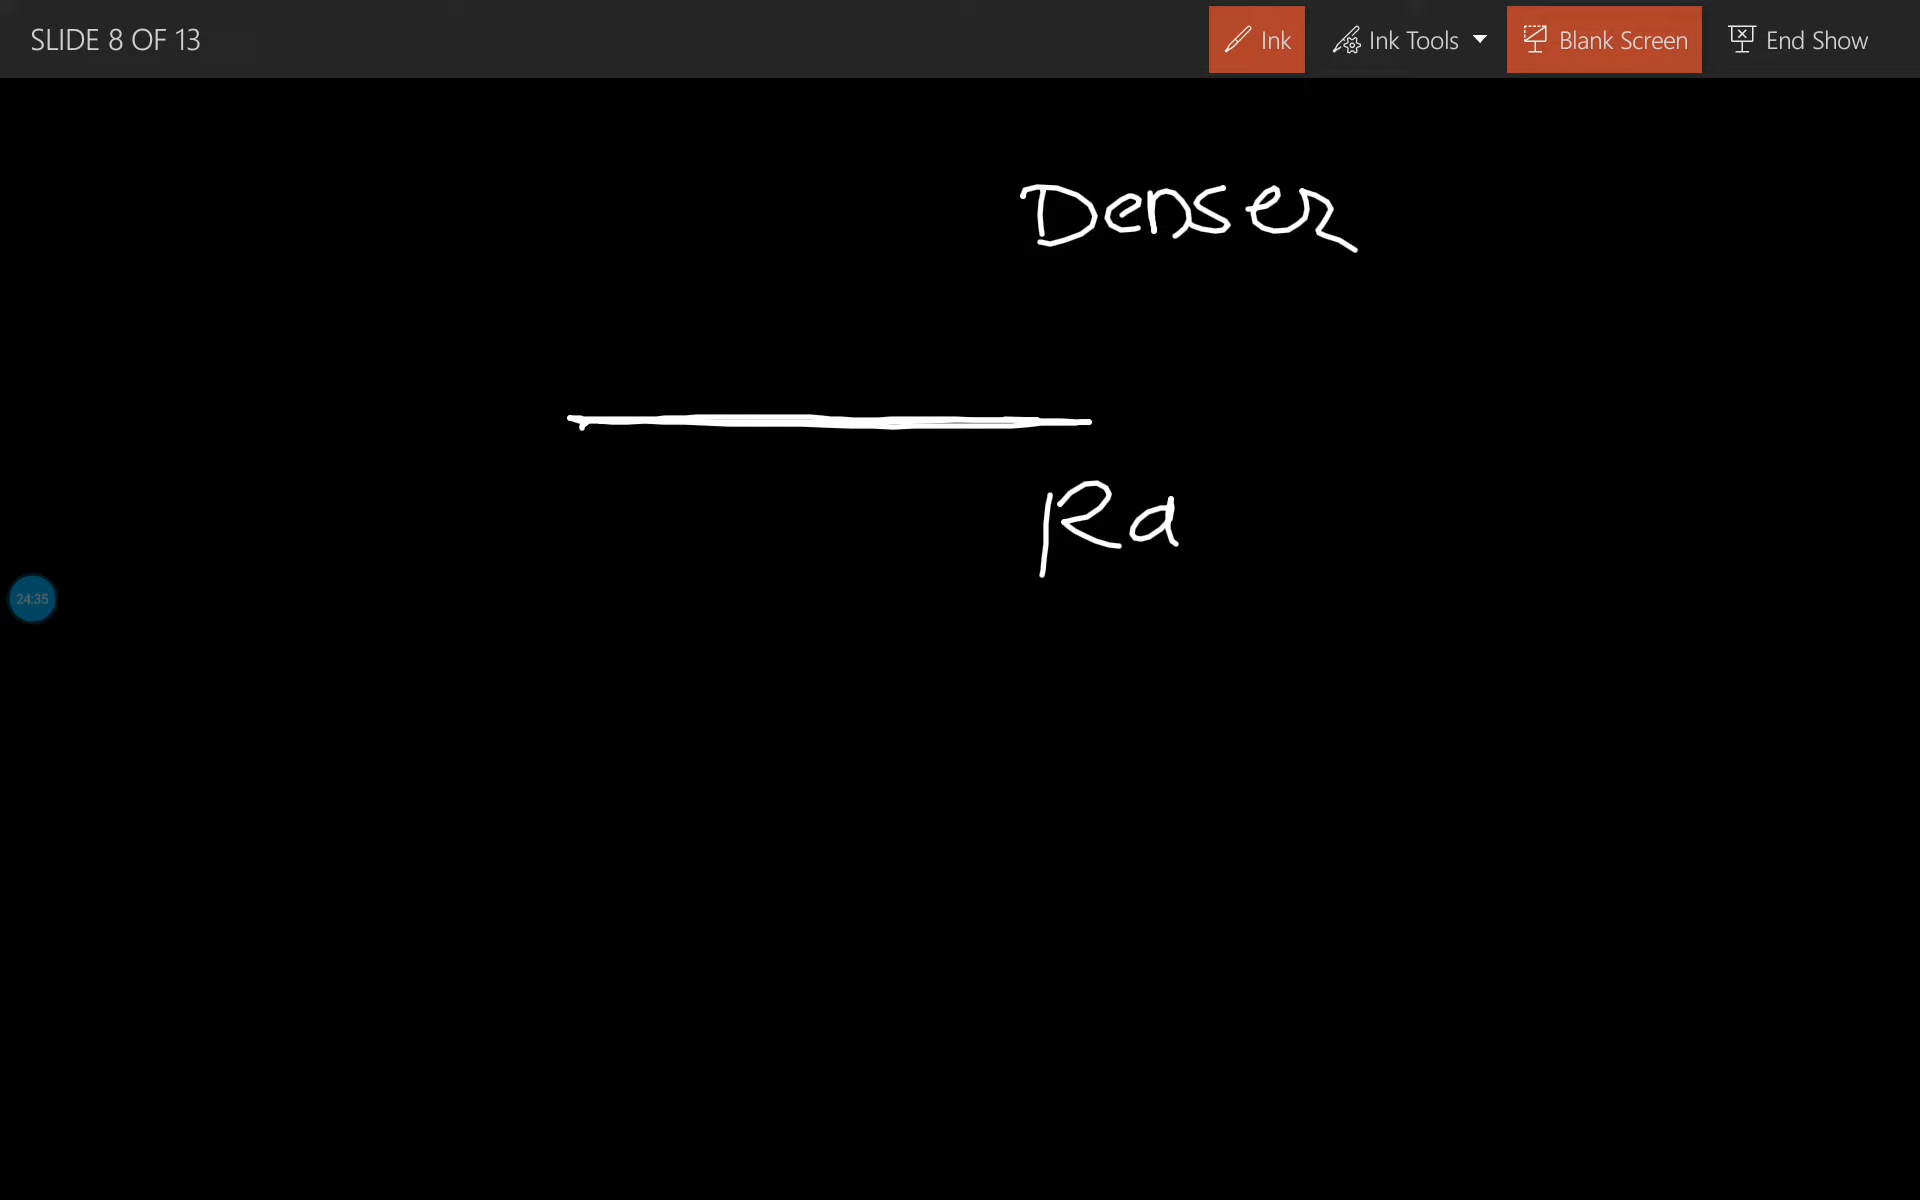 SLIDE 8 OF 13 Ink Ink Tools Blank Screen End Show
Denser
Ra
24:35